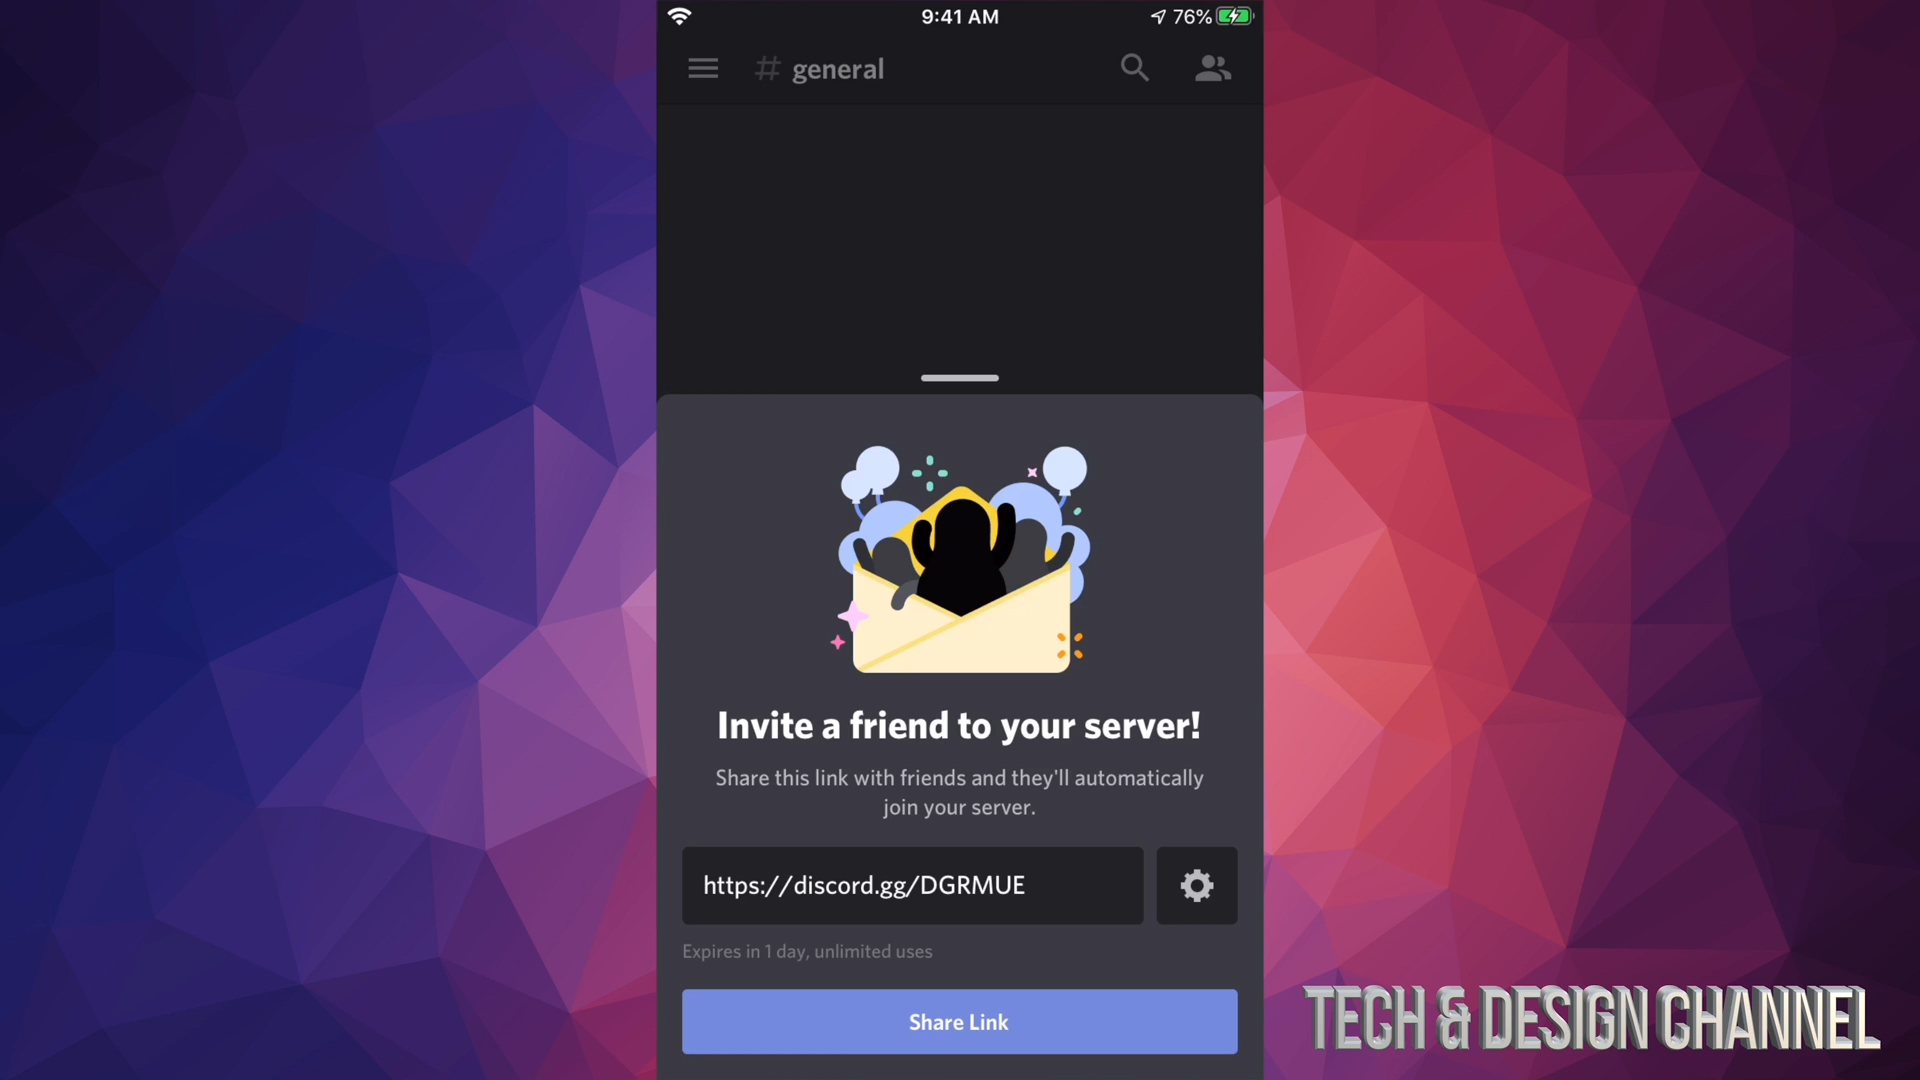 9:41 AM
76%
# general
Invite a friend to your server!
Share this link with friends and they'll automatically
join your server.
https://discord.gg/DGRMUE
Expires in 1 day, unlimited uses
Share Link
TECH & DESIGN CHANNEL